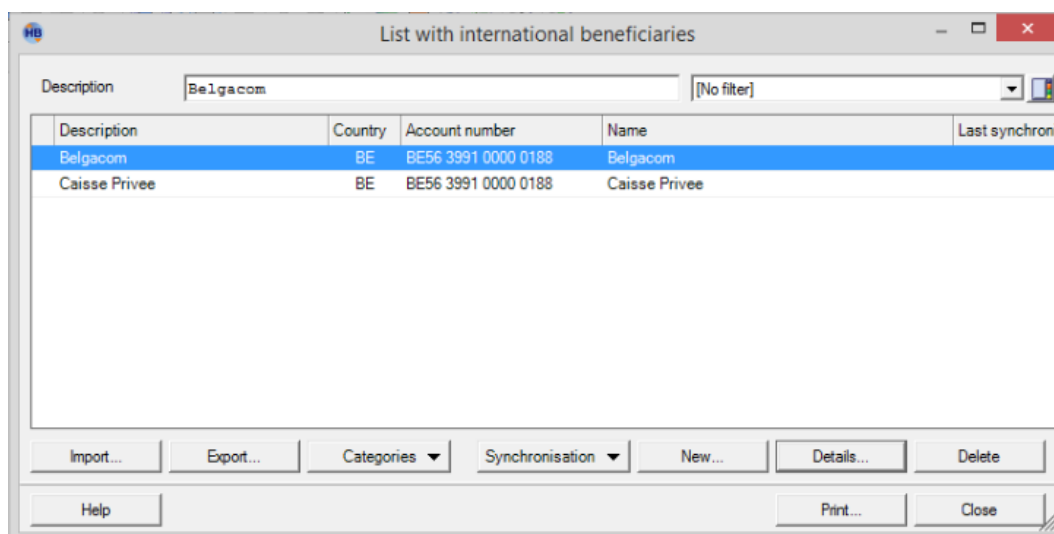 HB
List with international beneficiaries
Description Belgacom [No filter]
Description Country Account number Name Last synchron
Belgacom BE BE56 3991 0000 0188 Belgacom
Caisse Privee BE BE56 3991 0000 0188 Caisse Privee
Import... Export... Categories Synchronisation New... Details... Delete
Help Print... Close